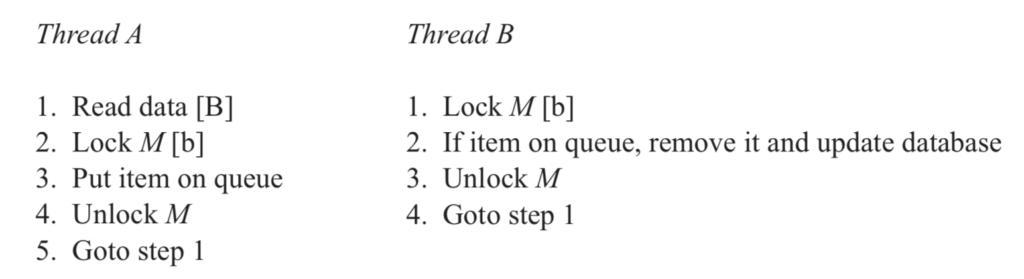 Thread A
1. Read data [B]
2. Lock M [b]
3. Put item on queue
4. Unlock M
5. Goto step 1
Thread B
1. Lock M [b]
2. If item on queue, remove it and update database
3. Unlock M
4. Goto step 1